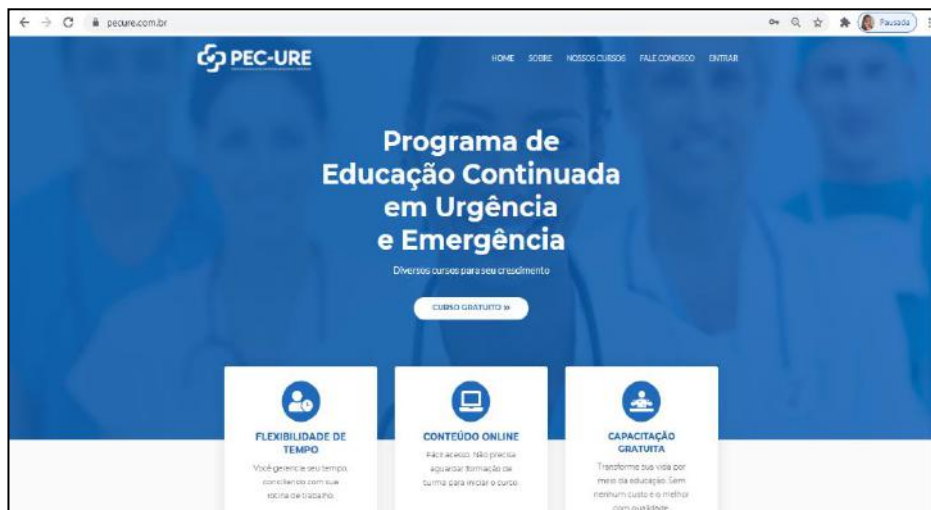 pecure.com.br
Pausada
PEC-URE
HOME SOBRE NOSSOS CURSOS FALE CONOSCO ENTRAR
Programa de
Educação Continuada
em Urgência
e Emergência
Diversos cursos para seu crescimento
CURSO GRATUITO »
FLEXIBILIDADE DE
TEMPO
Você gerencie seu tempo,
conciliando com sua
rotina de trabalho.
CONTEÚDO ONLINE
Fácil acesso. Não precisa
aguardar formação de
turma para iniciar o curso.
CAPACITAÇÃO
GRATUITA
Transforme sua vida por
meio da educação. Sem
nenhum custo e o melhor
com qualidade